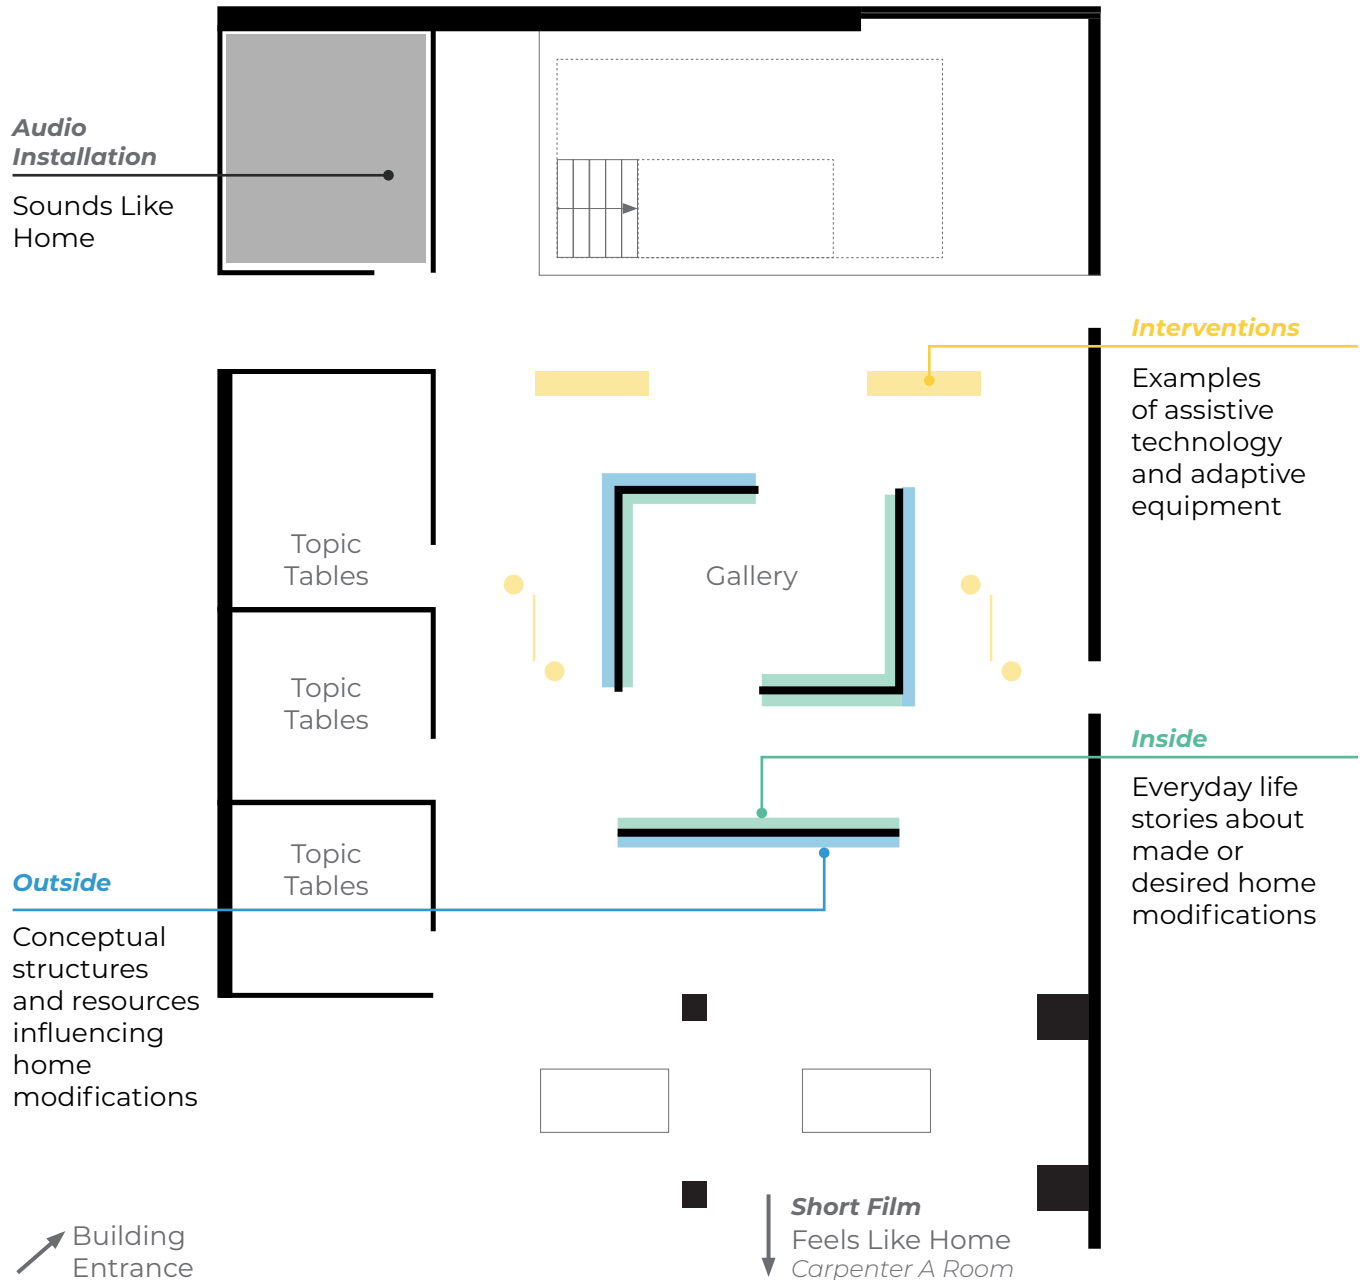 Audio
Installation
Sounds Like
Home
Interventions
Examples
of assistive
technology
and adaptive
equipment
Topic
Tables
Gallery
Topic
Tables
Inside
Everyday life
stories about
made or
desired home
modifications
Topic
Tables
Outside
Conceptual
structures
and resources
influencing
home
modifications
Short Film
Feels Like Home
Carpenter A Room
Building
Entrance